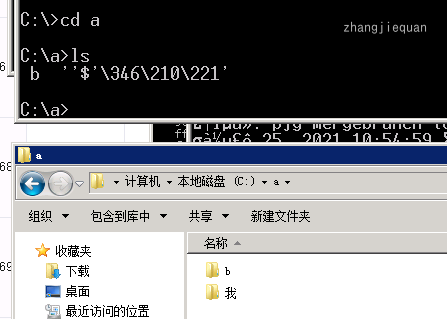 C:\>cd a
zhangjiequan
C:\a>ls
b ''$'\346\210\221'
C:\a>
a
计算机 本地磁盘 (C:) a
组织 包含到库中 共享 新建文件夹
收藏夹
下载
桌面
最近访问的位置
名称
b
我